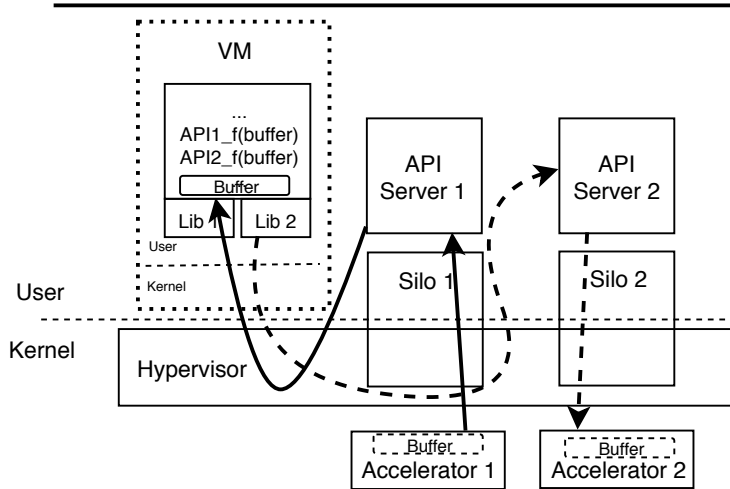 VM
...
API1_f(buffer)
API2_f(buffer)
Buffer
Lib 1
Lib 2
User
Kernel
API
Server 1
API
Server 2
Silo 1
Silo 2
User
Kernel
Hypervisor
Buffer
Accelerator 1
Buffer
Accelerator 2